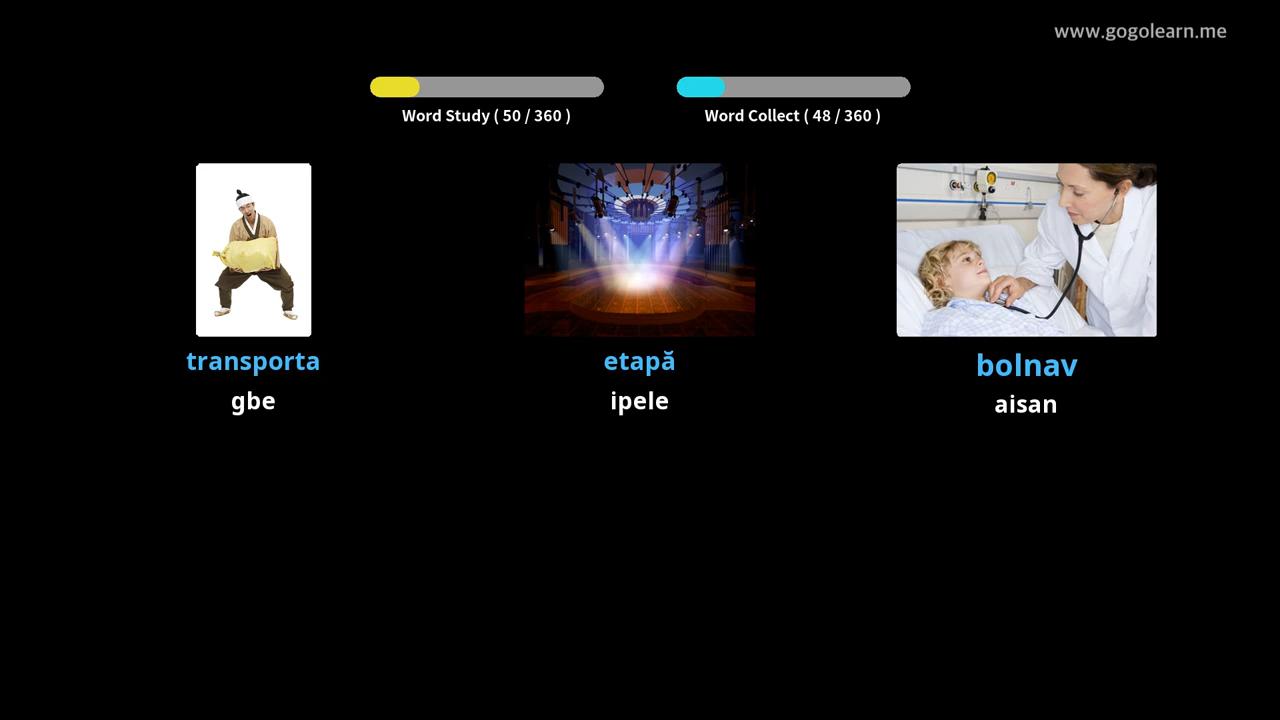 www.gogolearn.me
Word Study ( 50 / 360 )
Word Collect ( 48 / 360 )
transporta
gbe
etapă
ipele
bolnav
aisan